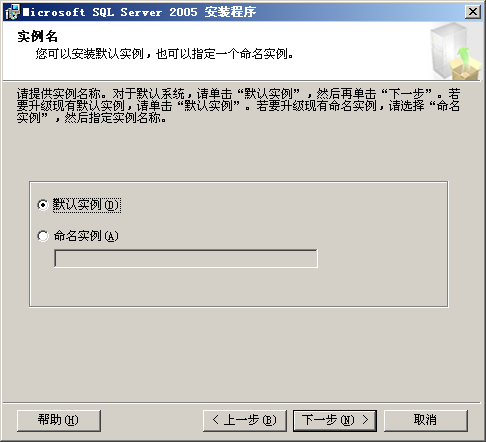 Microsoft SQL Server 2005 安装程序
实例名
您可以安装默认实例，也可以指定一个命名实例。
请提供实例名称。对于默认系统，请单击“默认实例”，然后再单击“下一步”。若
要升级现有默认实例，请单击“默认实例”。若要升级现有命名实例，请选择“命名
实例”，然后指定实例名称。
默认实例(D)
命名实例(A)
帮助(H)
< 上一步(B)
下一步(N) >
取消